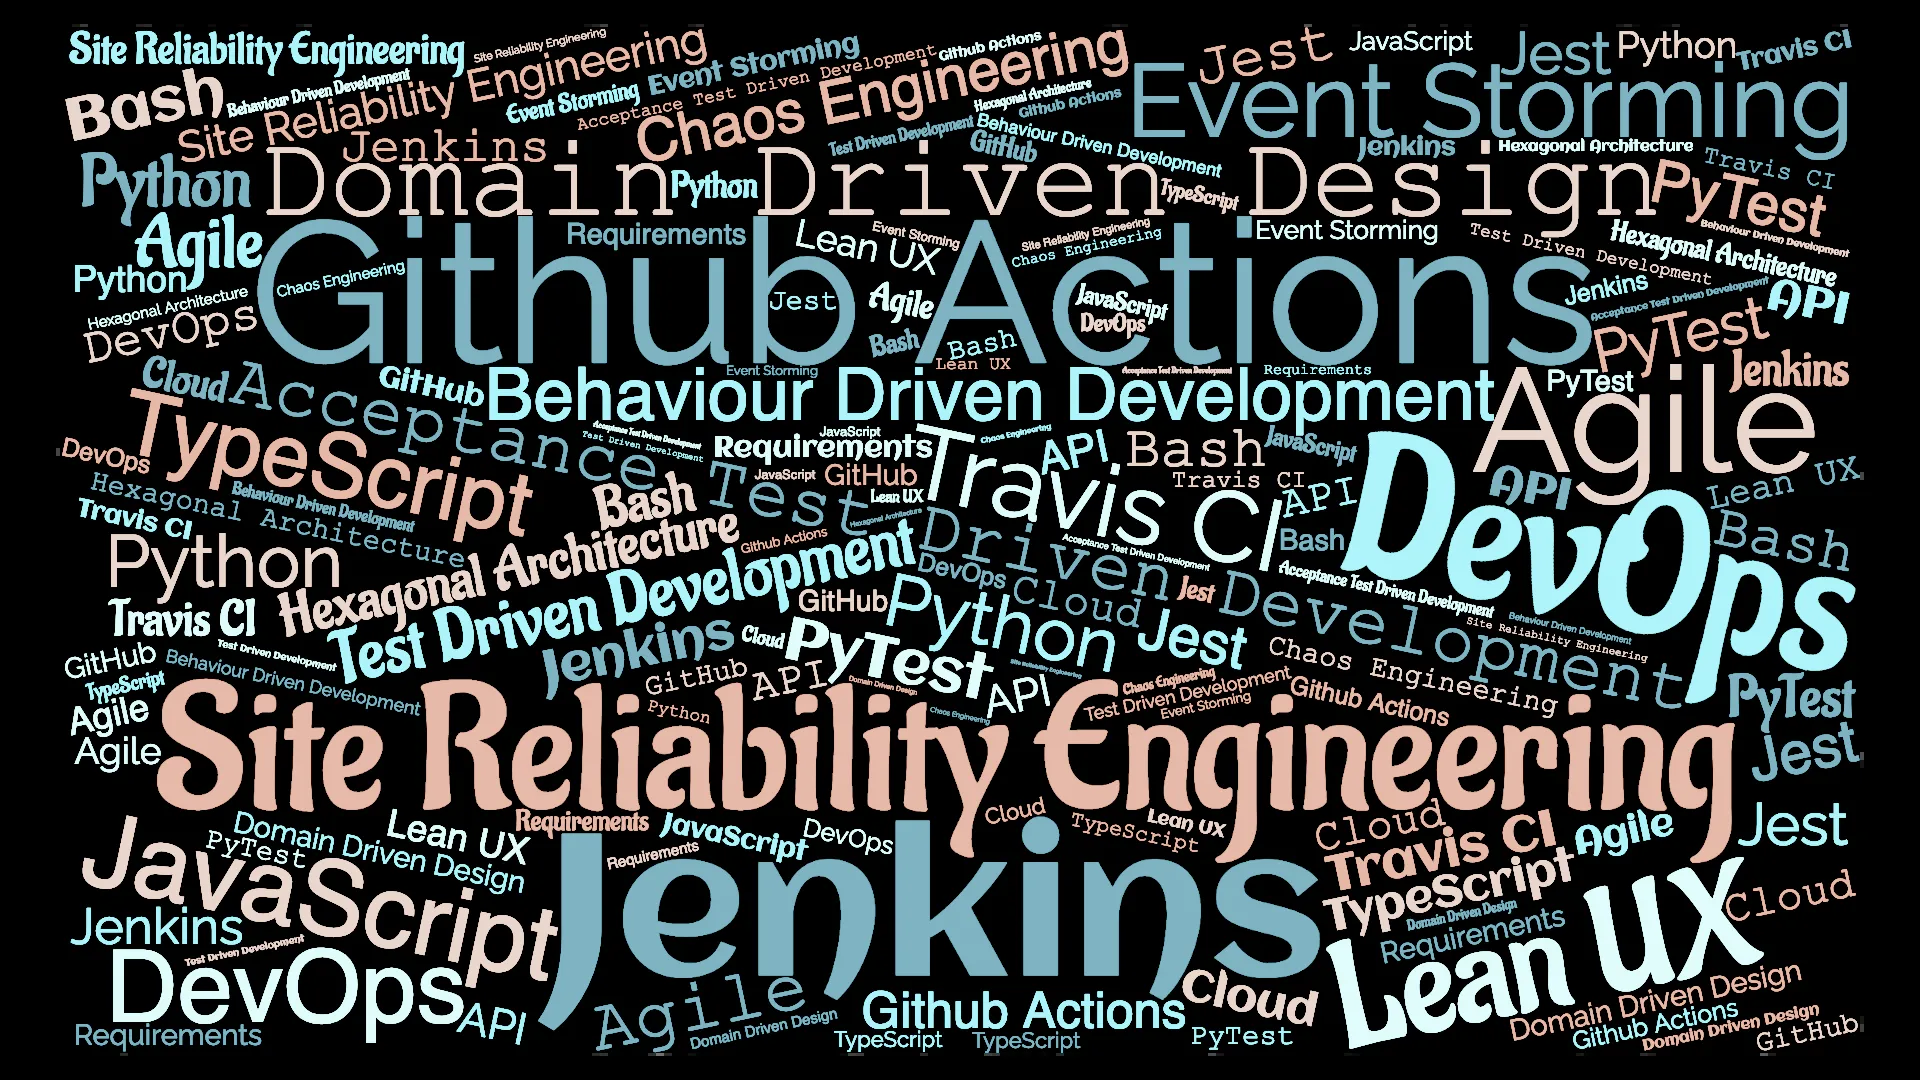 Site Reliability Engineering
Site Reliability Engineering
Site Reliability Engineering
Event Storming
Event Storming
Acceptance Test Driven Development
Github Actions
Chaos Engineering
Jest
JavaScript
Jest
Python
Travis CI
Bash
Behaviour Driven Development
Event Storming
Hexagonal Architecture
Github Actions
Jenkins
Test Driven Development
GitHub
Behaviour Driven Development
Jenkins
Hexagonal Architecture
Travis CI
Python
Domain Driven Design
Python
TypeScript
PyTest
Behaviour Driven Development
Agile
Requirements
Lean UX
Event Storming
Site Reliability Engineering
Chaos Engineering
Event Storming
Test Driven Development
Hexagonal Architecture
Python
Chaos Engineering
Github Actions
Jest
Agile
JavaScript
DevOps
Jenkins
Acceptance Test Driven Development
API
Hexagonal Architecture
DevOps
Bash
Bash
Lean UX
PyTest
Jenkins
Cloud
Acceptance Test Driven Development
GitHub
Event Storming
Behaviour Driven Development
Acceptance Test Driven Development
Requirements
PyTest
Agile
TypeScript
Acceptance Test Driven Development
Test Driven Development
JavaScript
Requirements
Chaos Engineering
API
Bash
JavaScript
DevOps
JavaScript
GitHub
Travis CI
Travis CI
API
API
DevOps
Lean UX
Hexagonal Architecture
Behaviour Driven Development
Bash
Lean UX
Hexagonal Architecture
Bash
Bash
Travis CI
Python
Hexagonal Architecture
Github Actions
Test Driven Development
DevOps
Cloud
Acceptance Test Driven Development
Jest
Acceptance Test Driven Development
Behaviour Driven Development
Site Reliability Engineering
Travis CI
GitHub
Python
Jest
Chaos Engineering
GitHub
Test Driven Development
Behaviour Driven Development
Jenkins
Cloud
PyTest
Site Reliability Engineering
TypeScript
GitHub
API
Domain Driven Design
API
Chaos Engineering
Test Driven Development
Event Storming
Github Actions
PyTest
Agile
Python
Chaos Engineering
Agile
Site Reliability Engineering
Jest
JavaScript
PyTest
Domain Driven Design
Lean UX
Requirements
JavaScript
DevOps
Cloud
TypeScript
Lean UX
Cloud
Travis CI
Agile
Jest
Requirements
Jenkins
TypeScript
Cloud
Jenkins
Test Driven Development
Domain Driven Design
Requirements
Lean UX
DevOps
API
Agile
Domain Driven Design
Github Actions
Cloud
Domain Driven Design
Github Actions
Domain Driven Design
GitHub
Requirements
TypeScript
TypeScript
PyTest